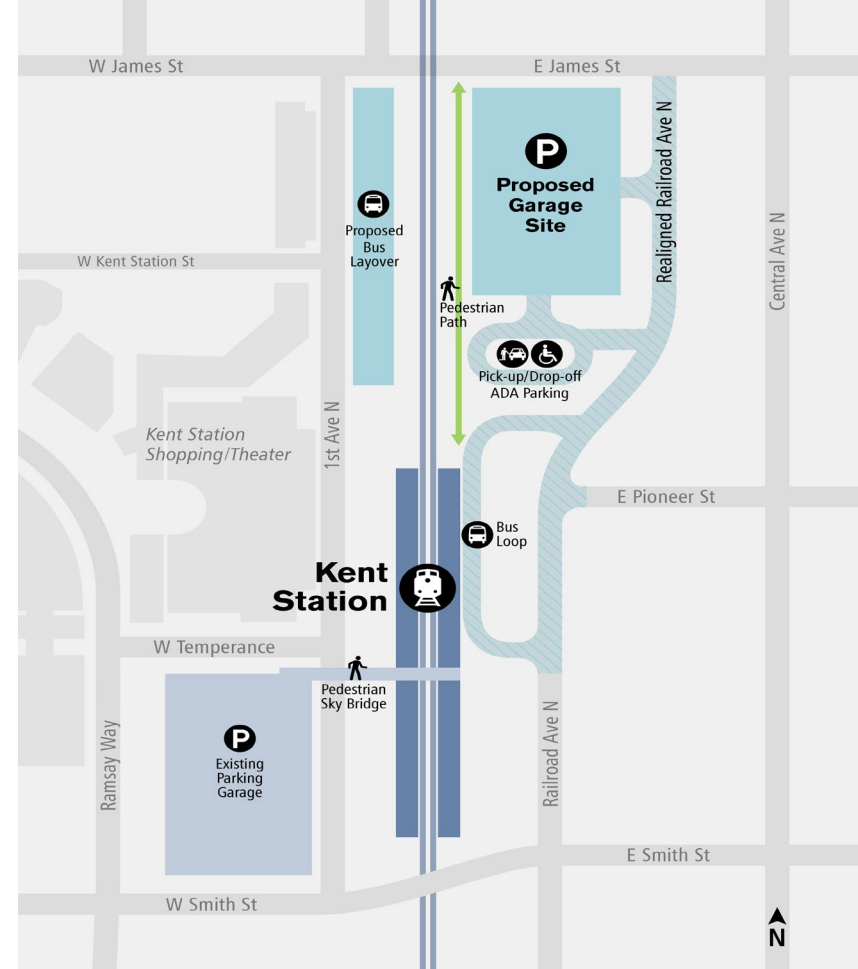 W James St
E James St
P
Proposed
Garage
Site
Realigned Railroad Ave N
Central Ave N
Proposed
Bus
Layover
W Kent Station St
Pedestrian
Path
Pick-up/Drop-off
ADA Parking
Kent Station
Shopping/Theater
1st Ave N
E Pioneer St
Bus
Loop
Kent
Station
W Temperance
Pedestrian
Sky Bridge
Ramsay Way
P
Existing
Parking
Garage
Railroad Ave N
E Smith St
W Smith St
N